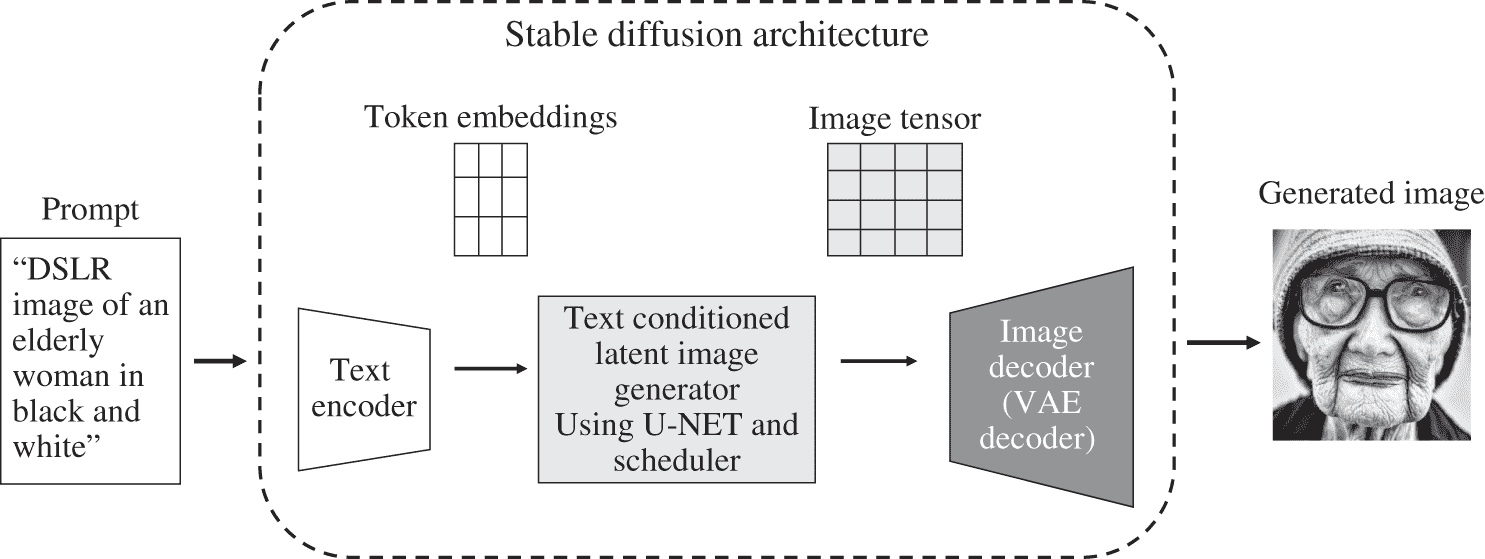 Stable diffusion architecture
Token embeddings
Image tensor
Prompt
Generated image
“DSLR
image of an
elderly
woman in
black and
white”
Text
encoder
Text conditioned
latent image
generator
Using U-NET and
scheduler
Image
decoder
(VAE
decoder)